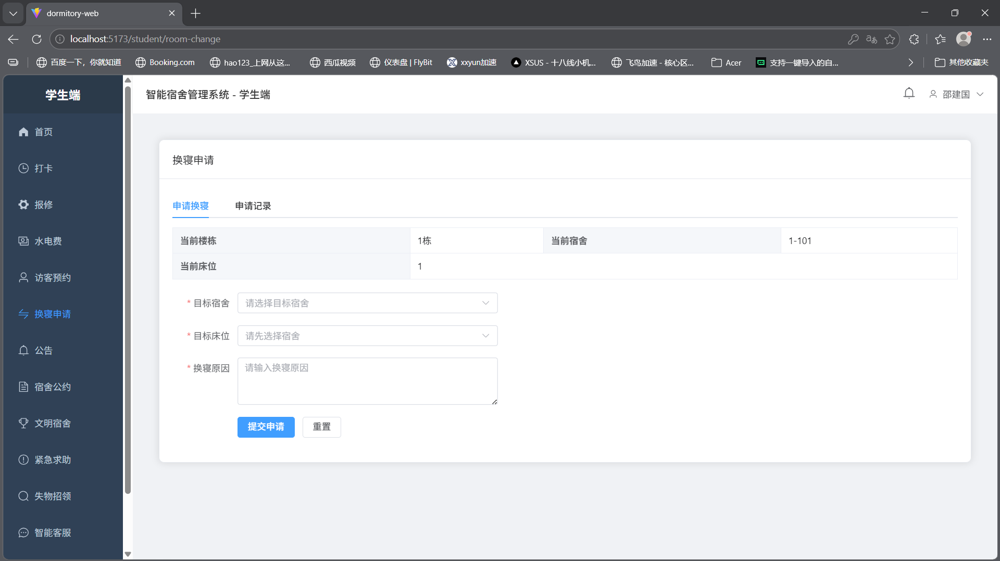 dormitory-web
localhost:5173/student/room-change
百度一下，你就知道
Booking.com
hao123_上网从这...
西瓜视频
仪表盘 | FlyBit
xxyun加速
XSUS - 十八线小机...
飞鸟加速 - 核心区...
Acer
支持一键导入的自...
其他收藏夹
学生端
智能宿舍管理系统 - 学生端
邵建国
首页
打卡
报修
水电费
访客预约
换寝申请
公告
宿舍公约
文明宿舍
紧急求助
失物招领
智能客服
换寝申请
申请换寝 申请记录
当前楼栋 1栋 当前宿舍 1-101
当前床位 1
* 目标宿舍 请选择目标宿舍
* 目标床位 请先选择宿舍
* 换寝原因 请输入换寝原因
提交申请 重置